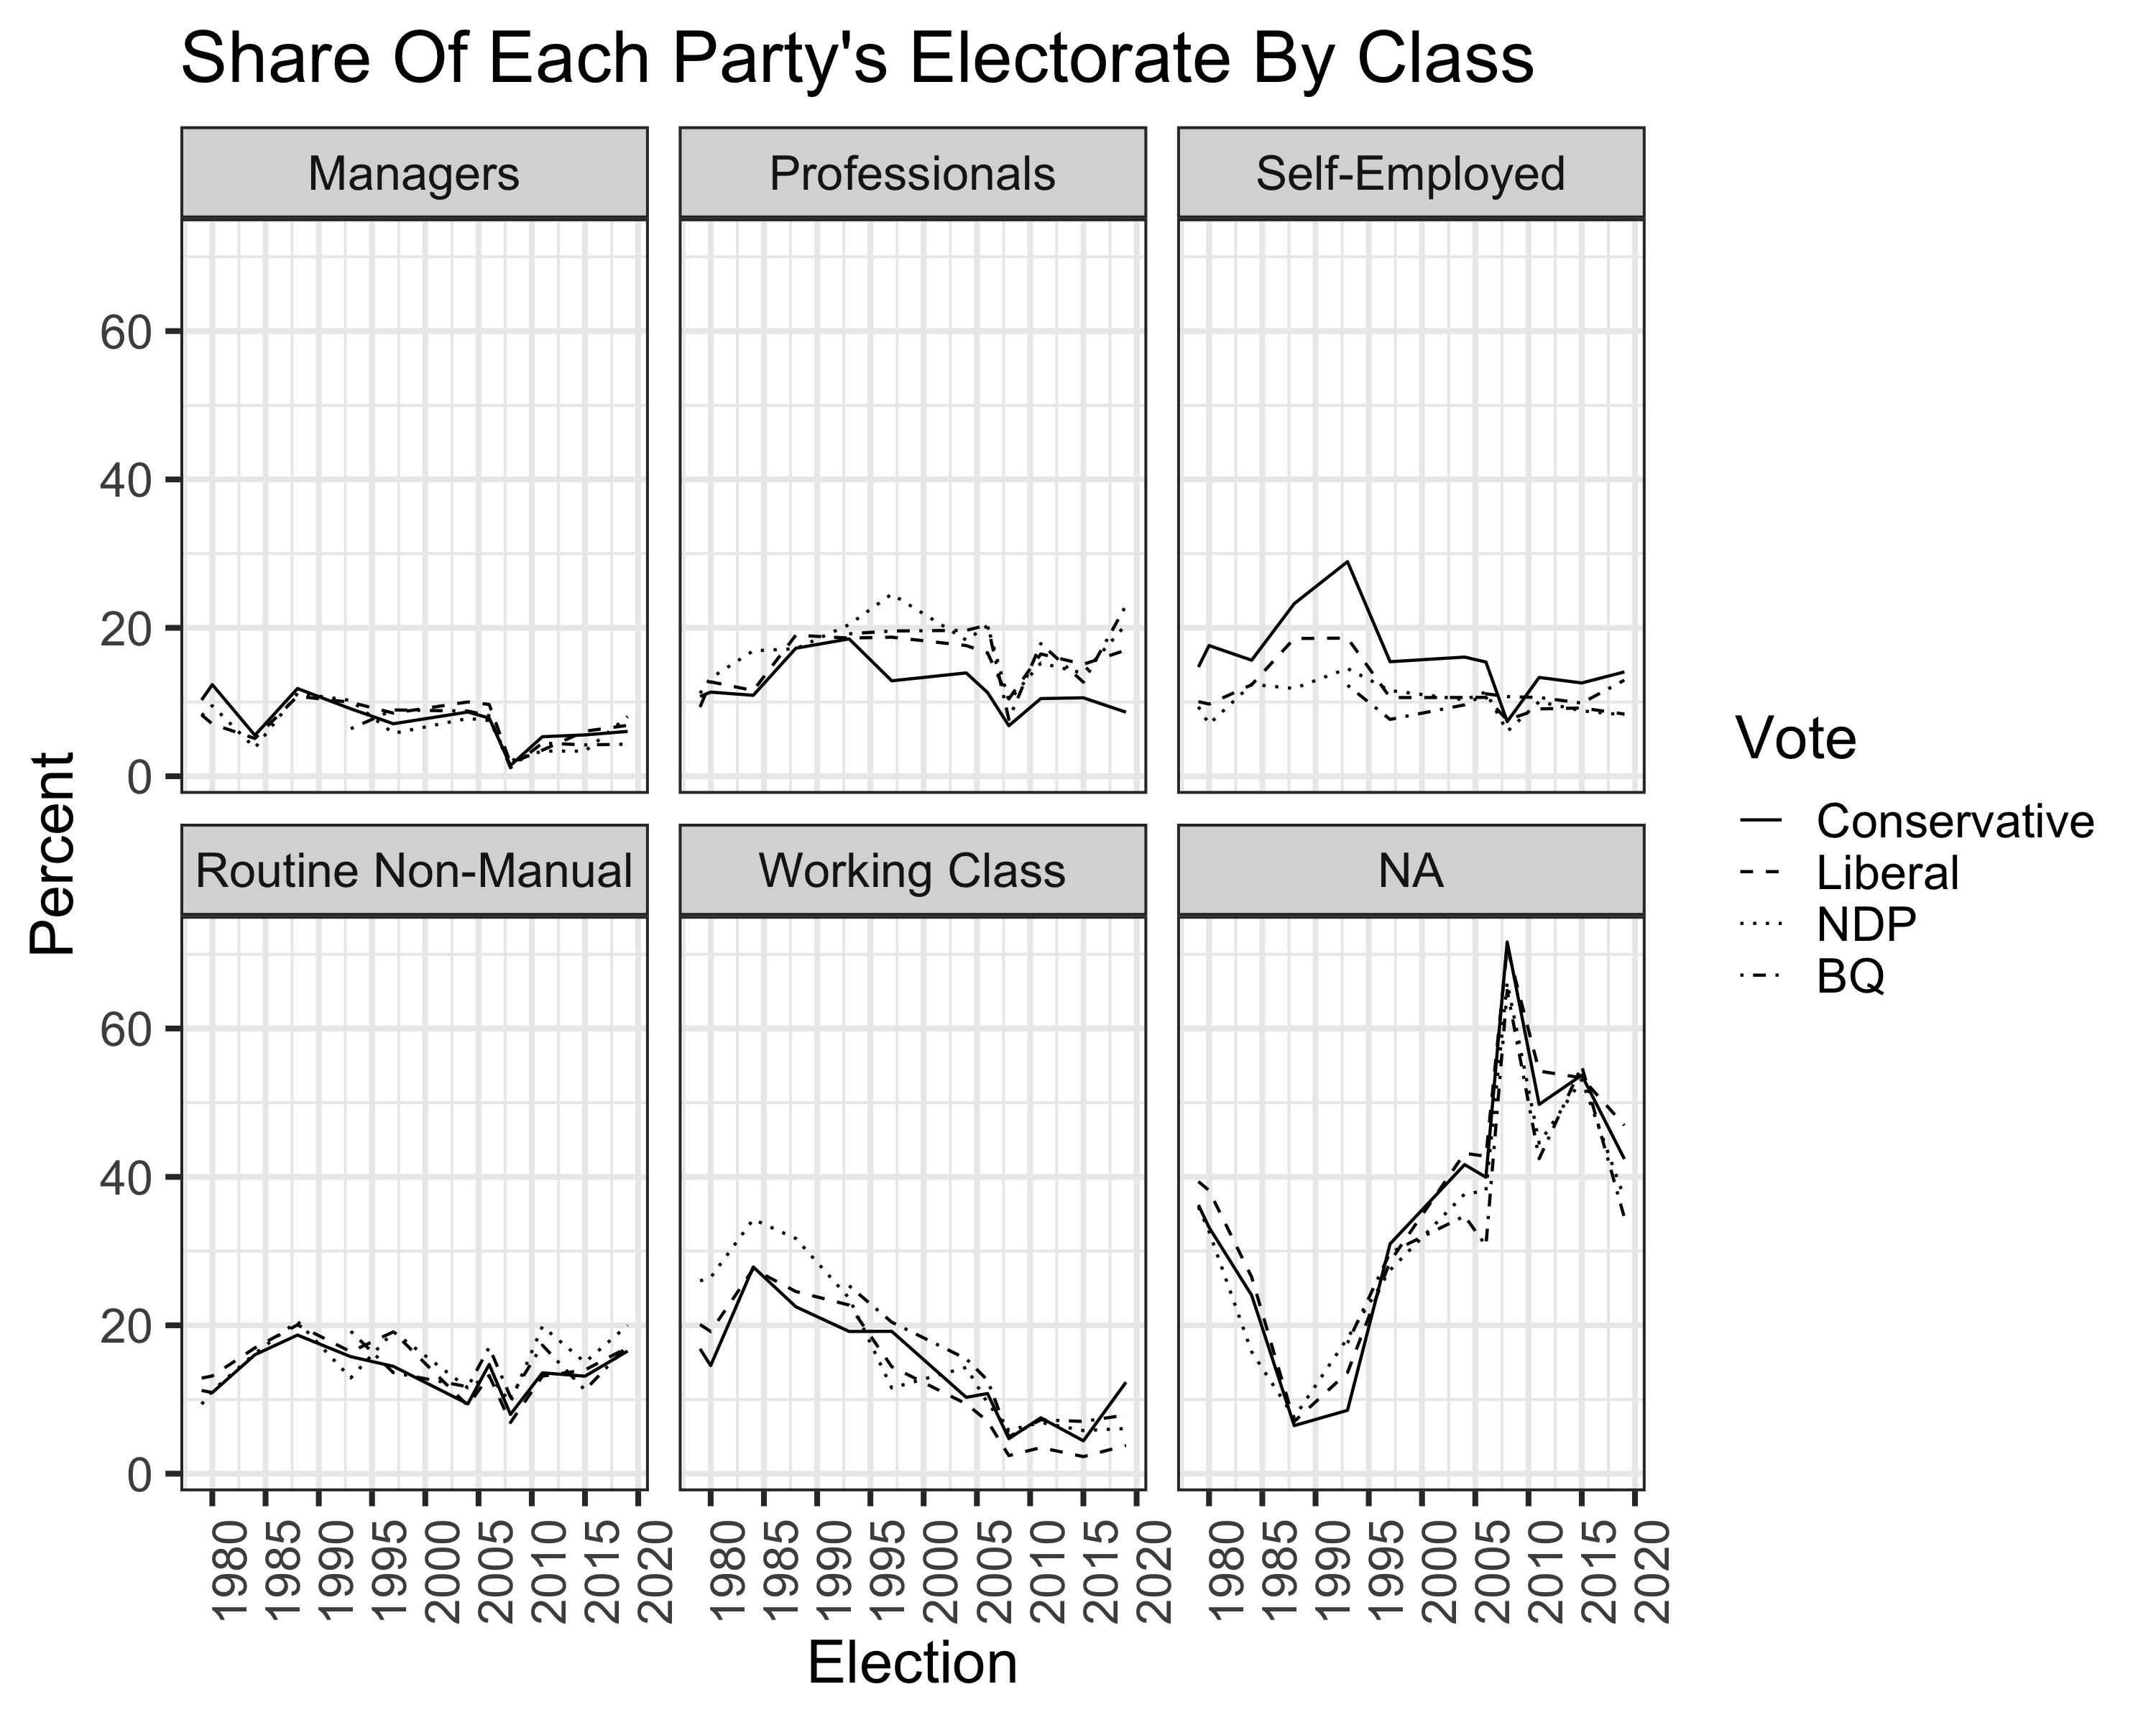 Share Of Each Party's Electorate By Class
Managers
Professionals
Self-Employed
60
40
20
0
Routine Non-Manual
Working Class
NA
60
40
20
0
1980 1985 1990 1995 2000 2005 2010 2015 2020
1980 1985 1990 1995 2000 2005 2010 2015 2020
1980 1985 1990 1995 2000 2005 2010 2015 2020
Percent
Election
Vote
Conservative
Liberal
NDP
BQ